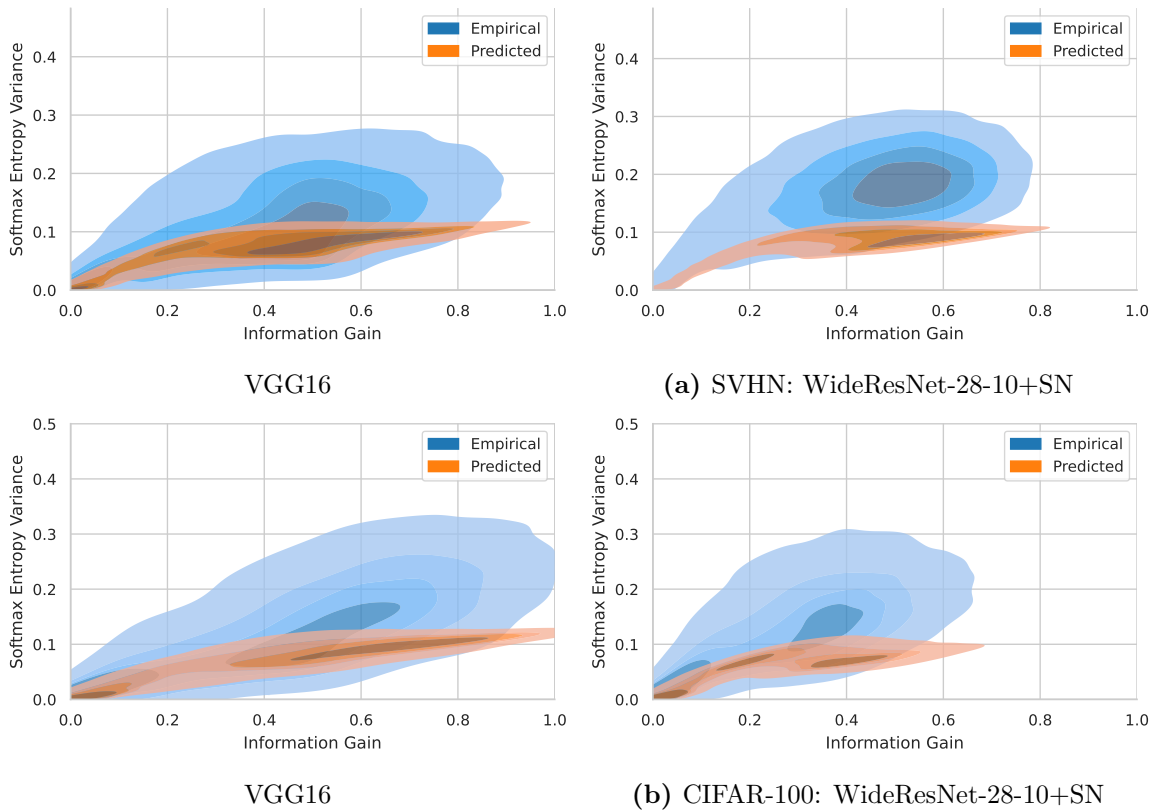 Softmax Entropy Variance
0.4
0.3
0.2
0.1
0.0
Empirical
Predicted
0.0 0.2 0.4 0.6 0.8 1.0
Information Gain
VGG16
Softmax Entropy Variance
0.4
0.3
0.2
0.1
0.0
Empirical
Predicted
0.0 0.2 0.4 0.6 0.8 1.0
Information Gain
(a) SVHN: WideResNet-28-10+SN
Softmax Entropy Variance
0.5
0.4
0.3
0.2
0.1
0.0
Empirical
Predicted
0.0 0.2 0.4 0.6 0.8 1.0
Information Gain
VGG16
Softmax Entropy Variance
0.5
0.4
0.3
0.2
0.1
0.0
Empirical
Predicted
0.0 0.2 0.4 0.6 0.8 1.0
Information Gain
(b) CIFAR-100: WideResNet-28-10+SN